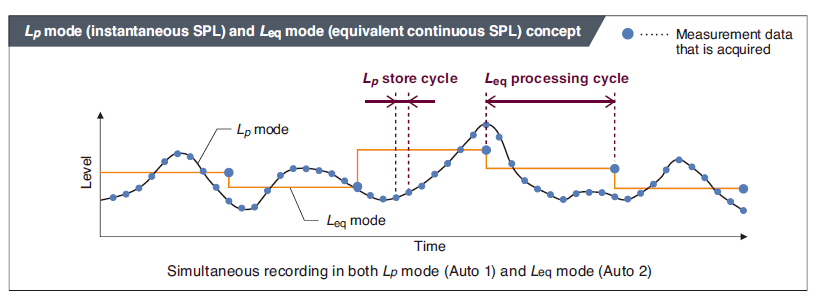 Lp mode (instantaneous SPL) and Leq mode (equivalent continuous SPL) concept
Measurement data
that is acquired
Lp store cycle
Leq processing cycle
Lp mode
Level
Leq mode
Time
Simultaneous recording in both Lp mode (Auto 1) and Leq mode (Auto 2)